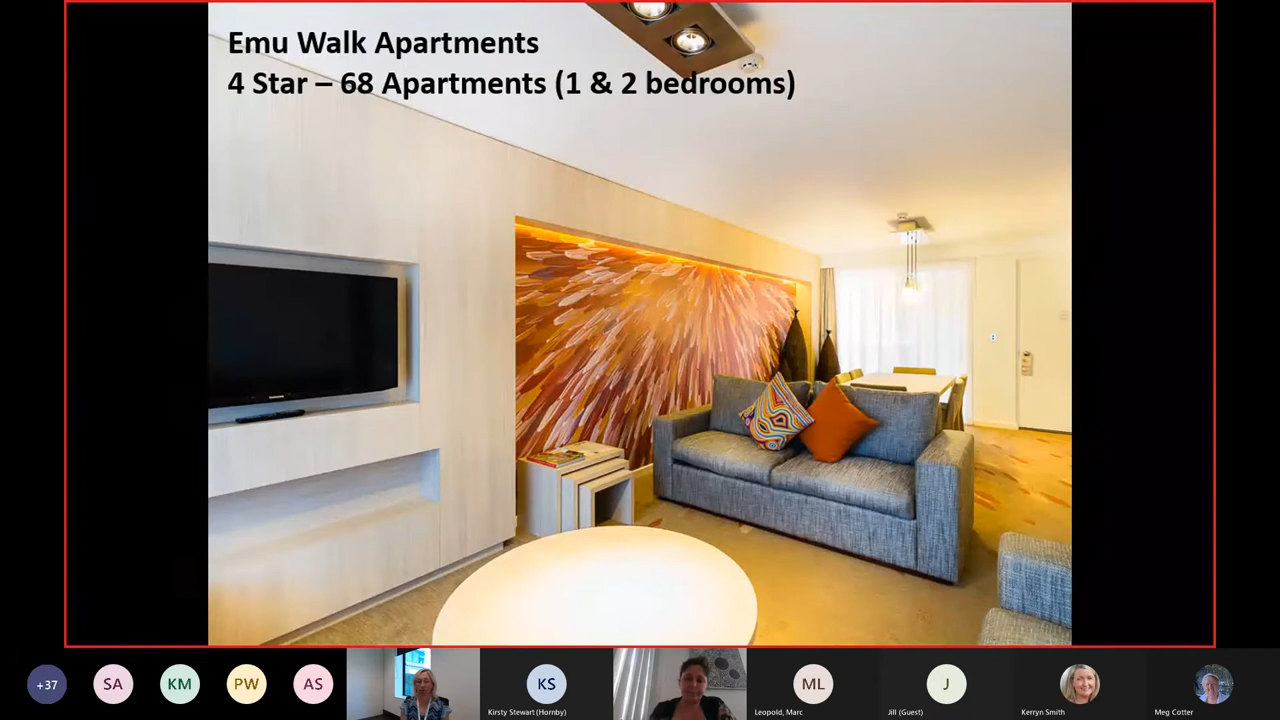 Emu Walk Apartments
4 Star – 68 Apartments (1 & 2 bedrooms)
+37
SA
KM
PW
AS
KS
ML
J
Kirsty Stewart (Hornby)
Leopold, Marc
Jill (Guest)
Kerryn Smith
Meg Cotter